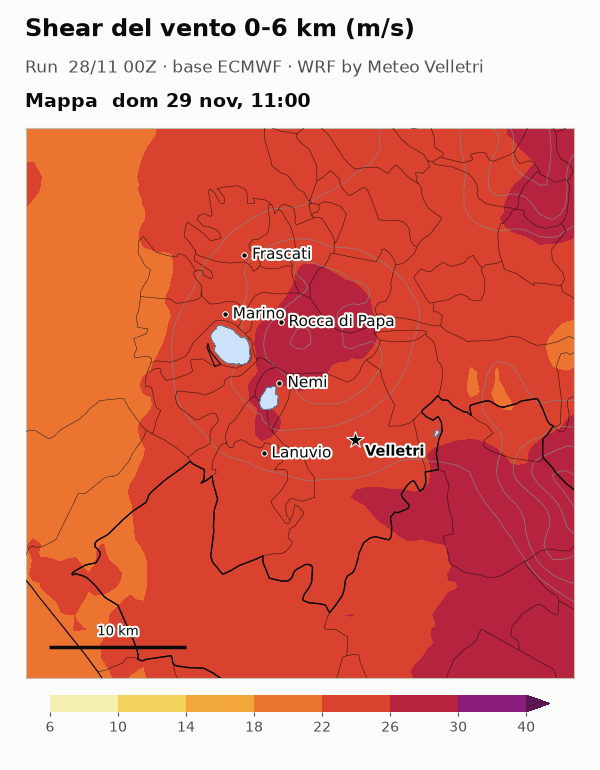 Shear del vento 0-6 km (m/s)
Run  28/11 00Z · base ECMWF · WRF by Meteo Velletri
Mappa  dom 29 nov, 11:00
Frascati
Marino
Rocca di Papa
Nemi
Velletri
Lanuvio
10 km
6 10 14 18 22 26 30 40